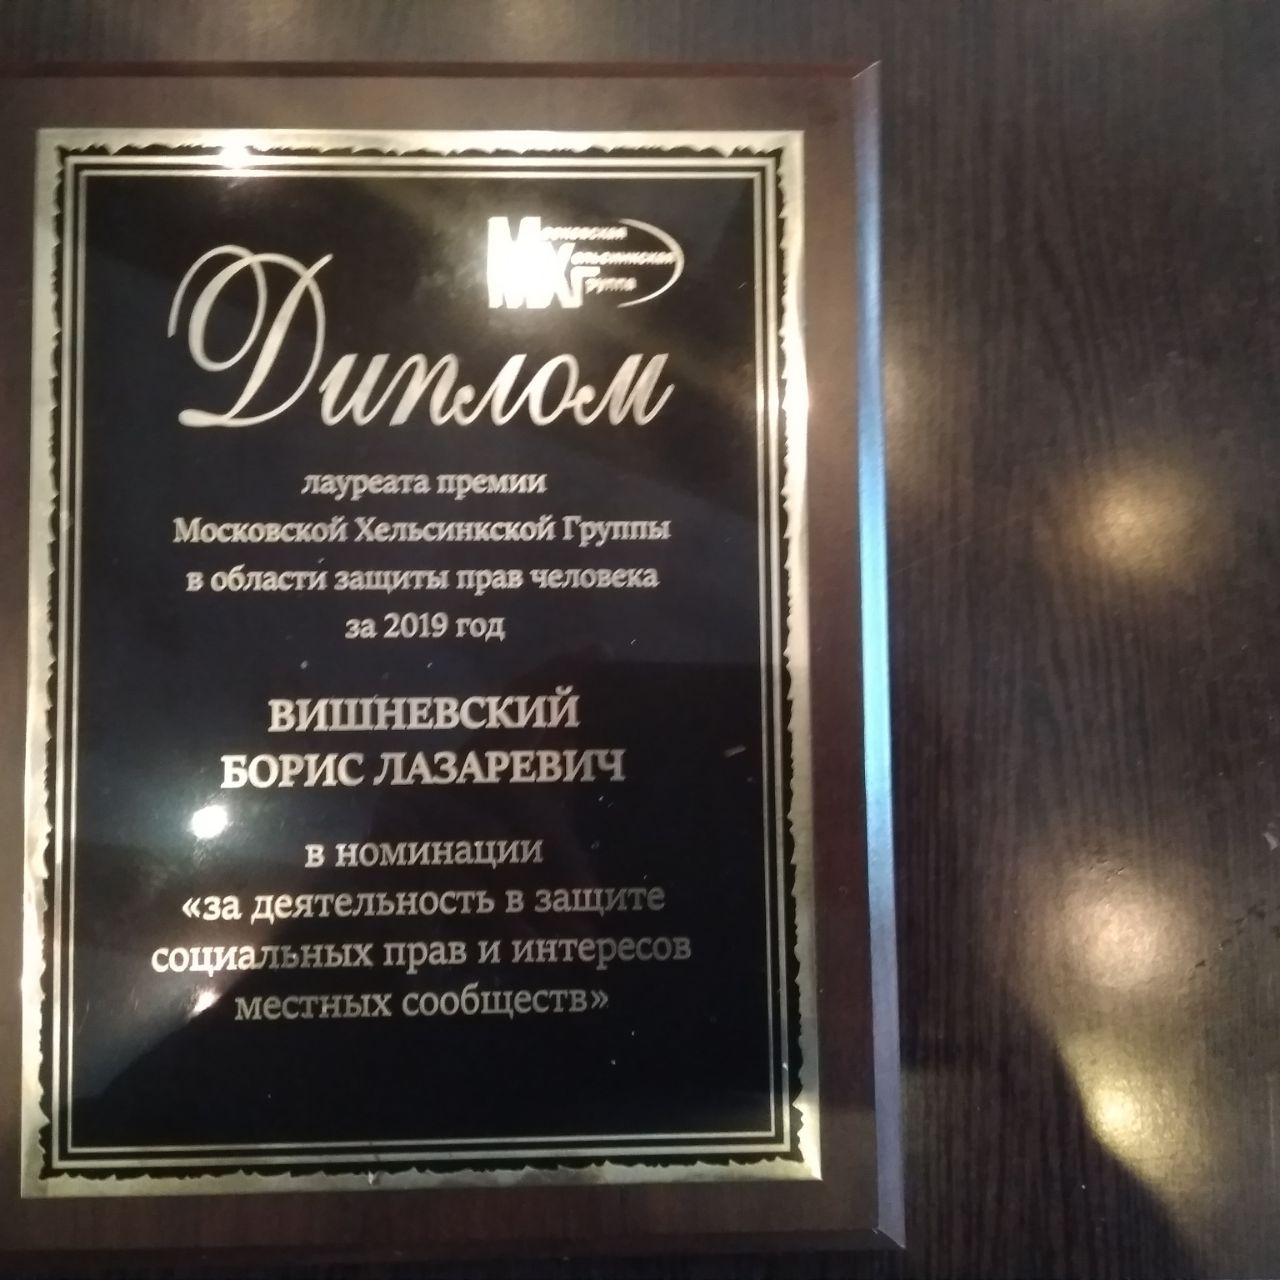 Московская
Хельсинкская
Группа
Диплом
лауреата премии
Московской Хельсинкской Группы
в области защиты прав человека
за 2019 год
ВИШНЕВСКИЙ
БОРИС ЛАЗАРЕВИЧ
в номинации
«за деятельность в защите
социальных прав и интересов
местных сообществ»